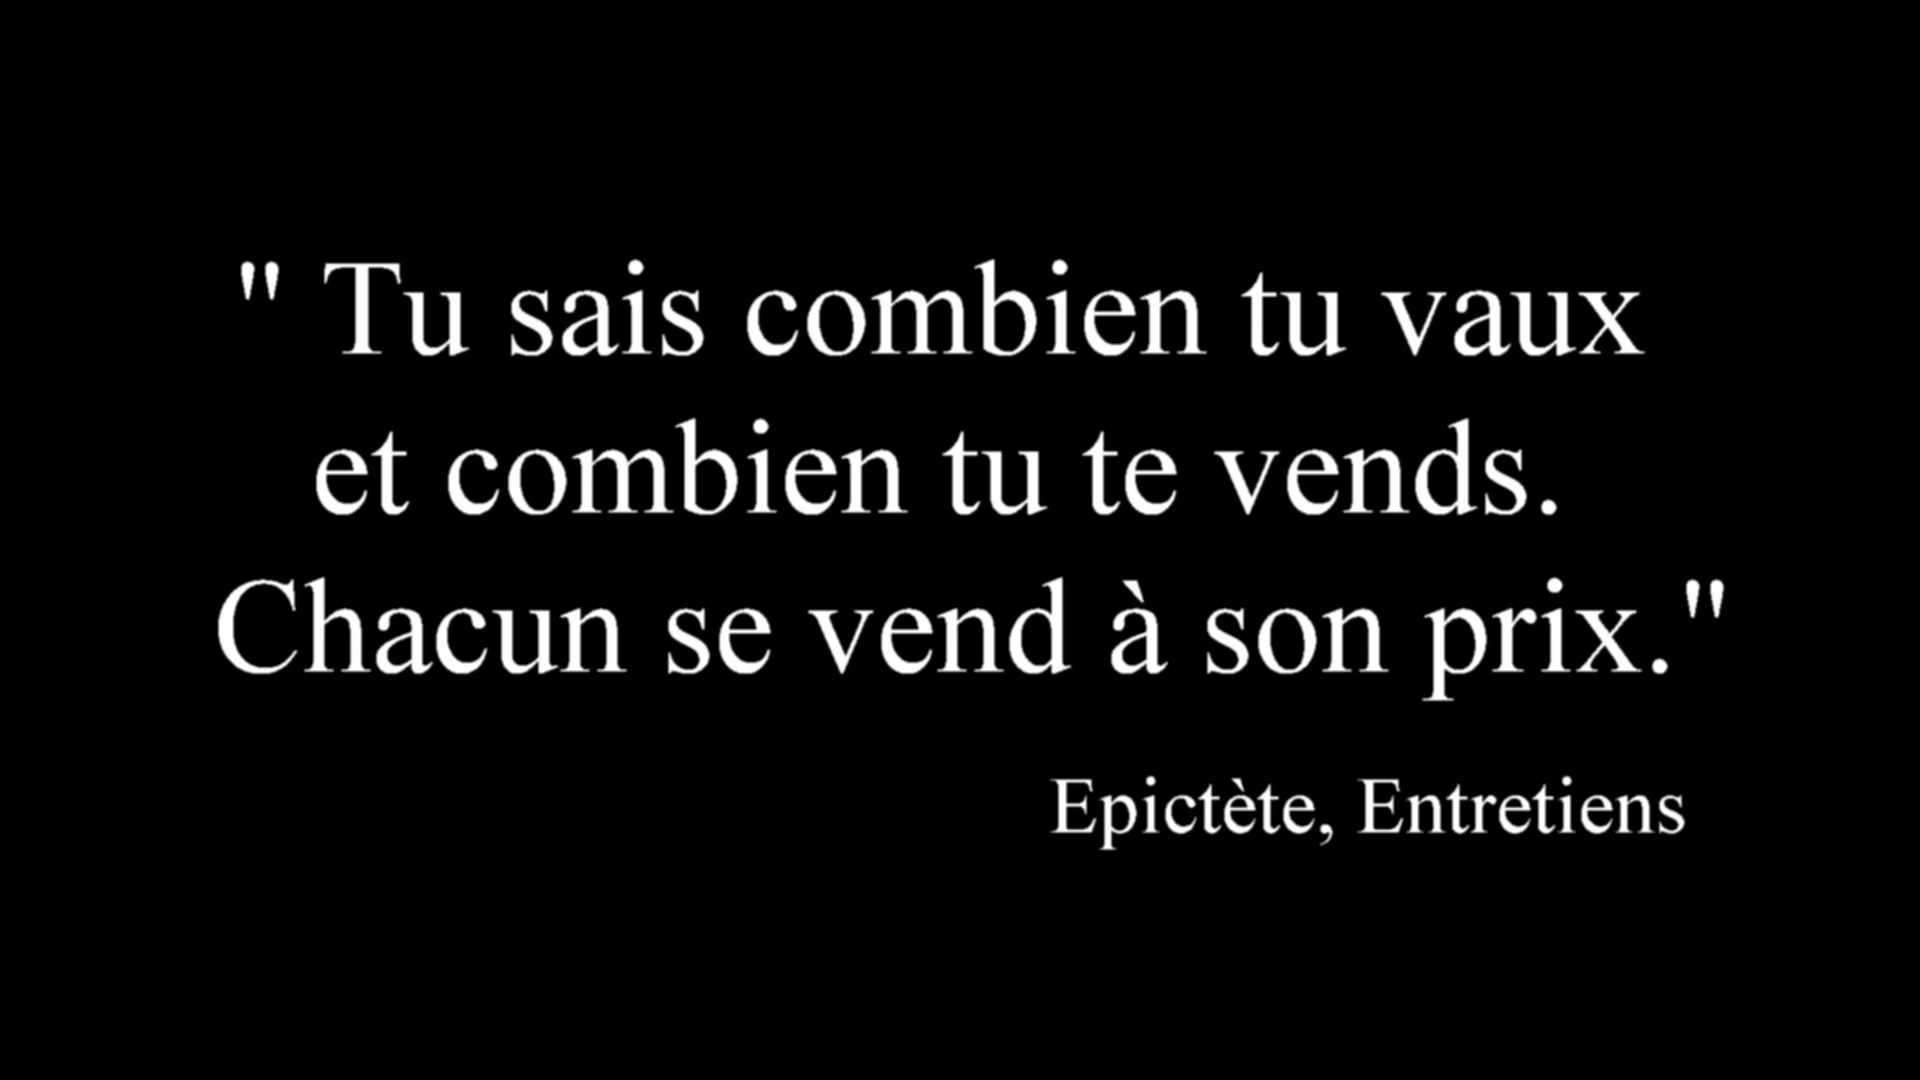 " Tu sais combien tu vaux
et combien tu te vends.
Chacun se vend à son prix."
Epictète, Entretiens